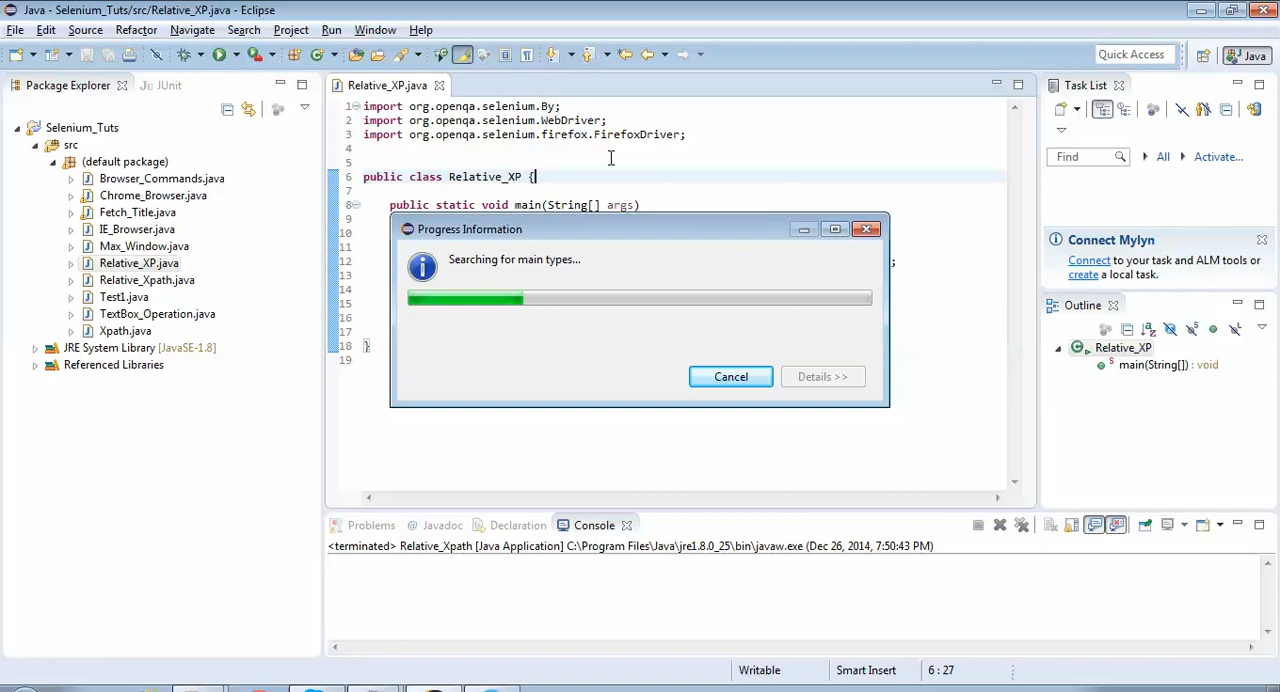 Java - Selenium_Tuts/src/Relative_XP.java - Eclipse
File Edit Source Refactor Navigate Search Project Run Window Help
Quick Access Java
Package Explorer JUnit
Selenium_Tuts
src
(default package)
Browser_Commands.java
Chrome_Browser.java
Fetch_Title.java
IE_Browser.java
Max_Window.java
Relative_XP.java
Relative_Xpath.java
Test1.java
TextBox_Operation.java
Xpath.java
JRE System Library [JavaSE-1.8]
Referenced Libraries
Relative_XP.java
1 import org.openqa.selenium.By;
2 import org.openqa.selenium.WebDriver;
3 import org.openqa.selenium.firefox.FirefoxDriver;
4
5
6 public class Relative_XP {
7
8 public static void main(String[] args)
9
10
11
12 ;
13
14
15
16
17
18 }
19
Progress Information
Searching for main types...
Cancel Details >>
Task List
Find All Activate...
Connect Mylyn
Connect to your task and ALM tools or
create a local task.
Outline
Relative_XP
main(String[]) : void
Problems @ Javadoc Declaration Console
<terminated> Relative_Xpath [Java Application] C:\Program Files\Java\jre1.8.0_25\bin\javaw.exe (Dec 26, 2014, 7:50:43 PM)
Writable Smart Insert 6 : 27